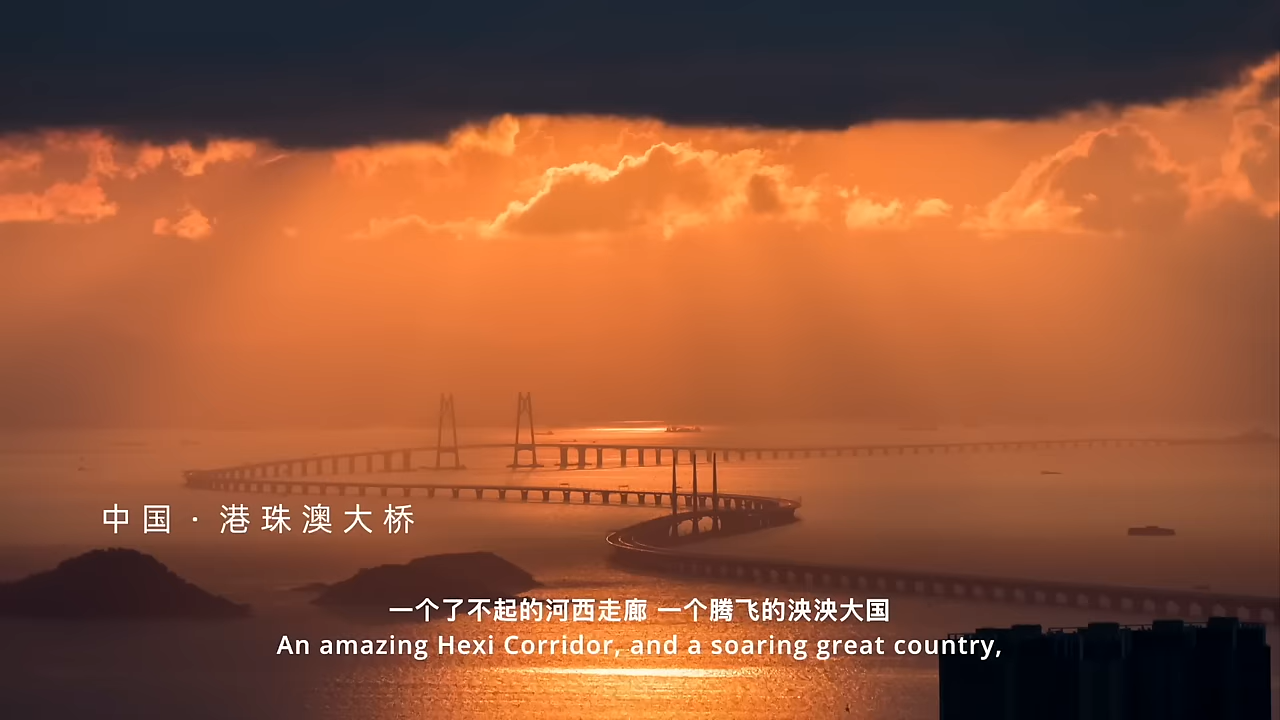 中国·港珠澳大桥
一个了不起的河西走廊 一个腾飞的泱泱大国
An amazing Hexi Corridor, and a soaring great country,